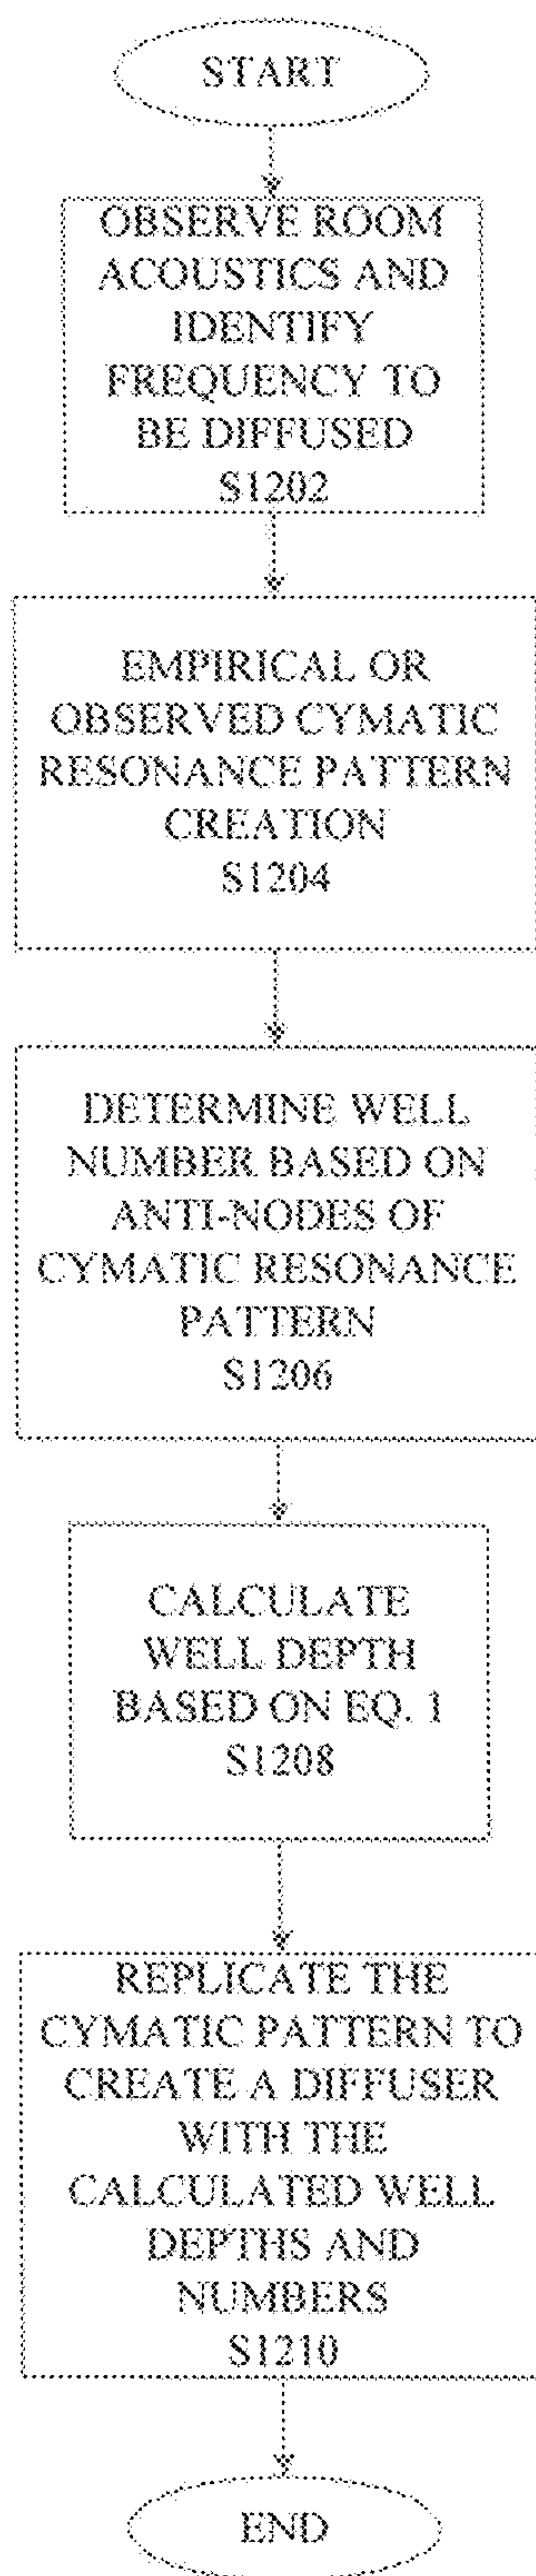 START
OBSERVE ROOM
ACOUSTICS AND
IDENTIFY
FREQUENCY TO
BE DIFFUSED
S1202
EMPIRICAL OR
OBSERVED CYMATIC
RESONANCE PATTERN
CREATION
S1204
DETERMINE WELL
NUMBER BASED ON
ANTI-NODES OF
CYMATIC RESONANCE
PATTERN
S1206
CALCULATE
WELL DEPTH
BASED ON EQ. 1
S1208
REPLICATE THE
CYMATIC PATTERN TO
CREATE A DIFFUSER
WITH THE
CALCULATED WELL
DEPTHS AND
NUMBERS
S1210
END